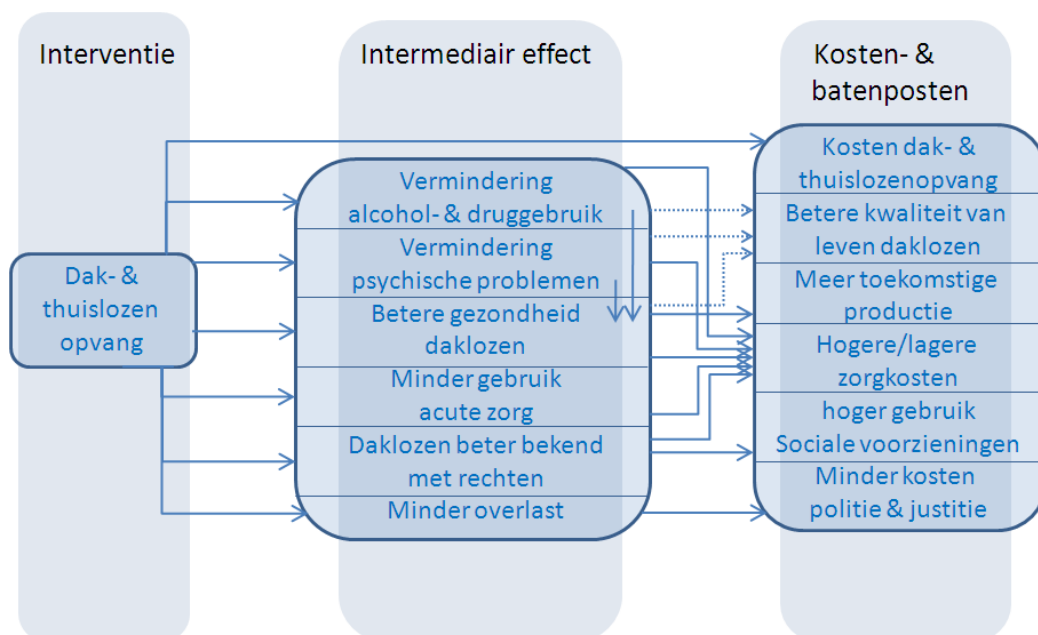 Interventie
Intermediair effect
Kosten- &
batenposten
Dak- &
thuislozen
opvang
Vermindering
alcohol- & druggebruik
Vermindering
psychische problemen
Betere gezondheid
daklozen
Minder gebruik
acute zorg
Daklozen beter bekend
met rechten
Minder overlast
Kosten dak- &
thuislozenopvang
Betere kwaliteit van
leven daklozen
Meer toekomstige
productie
Hogere/lagere
zorgkosten
hoger gebruik
Sociale voorzieningen
Minder kosten
politie & justitie